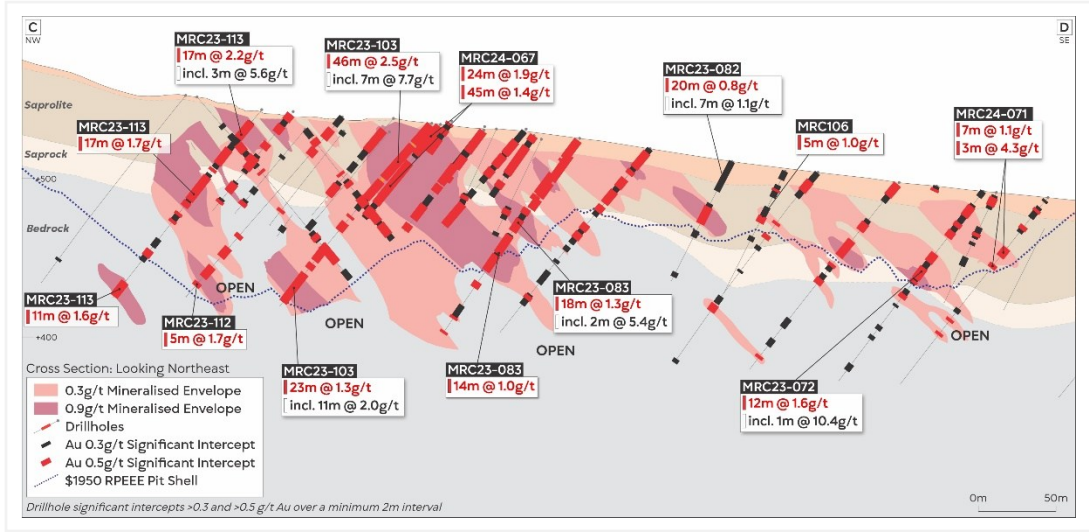 C
NW
D
SE
MRC23-113
17m @ 2.2g/t
incl. 3m @ 5.6g/t
MRC23-103
46m @ 2.5g/t
incl. 7m @ 7.7g/t
MRC24-067
24m @ 1.9g/t
45m @ 1.4g/t
MRC23-082
20m @ 0.8g/t
incl. 7m @ 1.1g/t
MRC24-071
7m @ 1.1g/t
3m @ 4.3g/t
MRC106
5m @ 1.0g/t
Saprolite
MRC23-113
17m @ 1.7g/t
Saprock
+500
Bedrock
OPEN
MRC23-113
11m @ 1.6g/t
MRC23-112
5m @ 1.7g/t
OPEN
MRC23-083
18m @ 1.3g/t
incl. 2m @ 5.4g/t
OPEN
OPEN
+400
MRC23-103
23m @ 1.3g/t
incl. 11m @ 2.0g/t
MRC23-083
14m @ 1.0g/t
MRC23-072
12m @ 1.6g/t
incl. 1m @ 10.4g/t
Cross Section: Looking Northeast
0.3g/t Mineralised Envelope
0.9g/t Mineralised Envelope
Drillholes
Au 0.3g/t Significant Intercept
Au 0.5g/t Significant Intercept
$1950 RPEEE Pit Shell
Drillhole significant intercepts >0.3 and >0.5 g/t Au over a minimum 2m interval
0m 50m